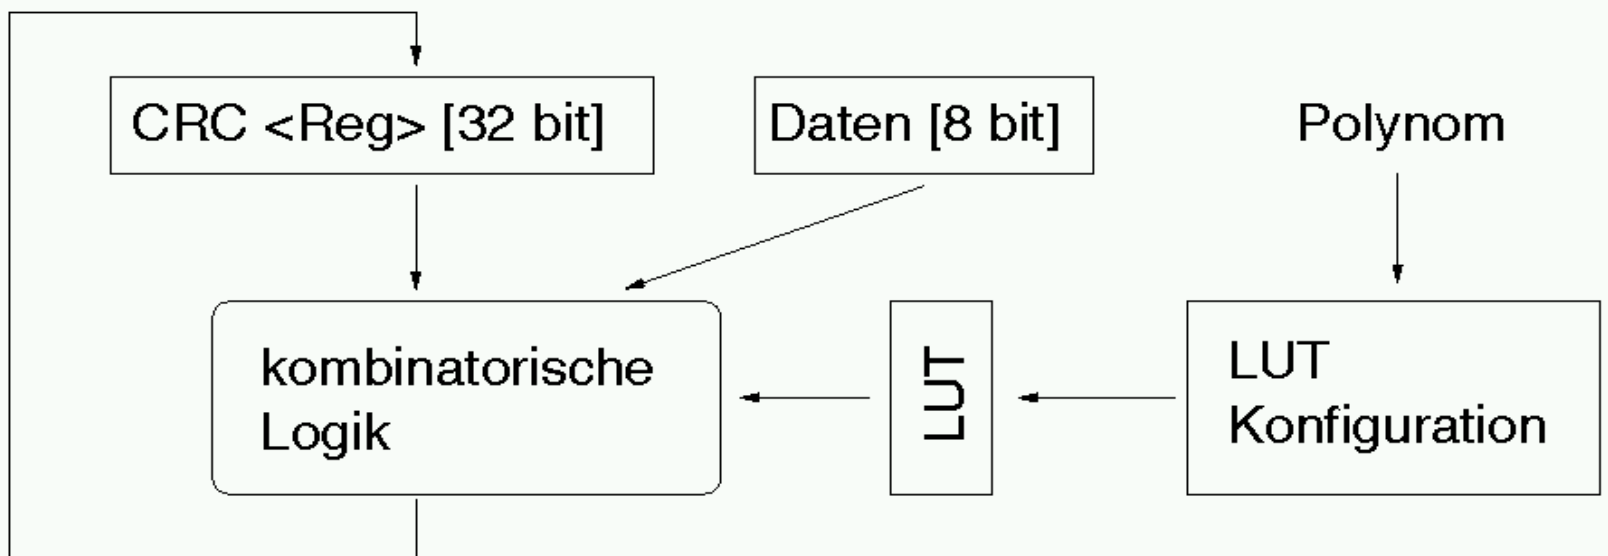 CRC <Reg> [32 bit]
Daten [8 bit]
Polynom
kombinatorische
Logik
LUT
LUT
Konfiguration